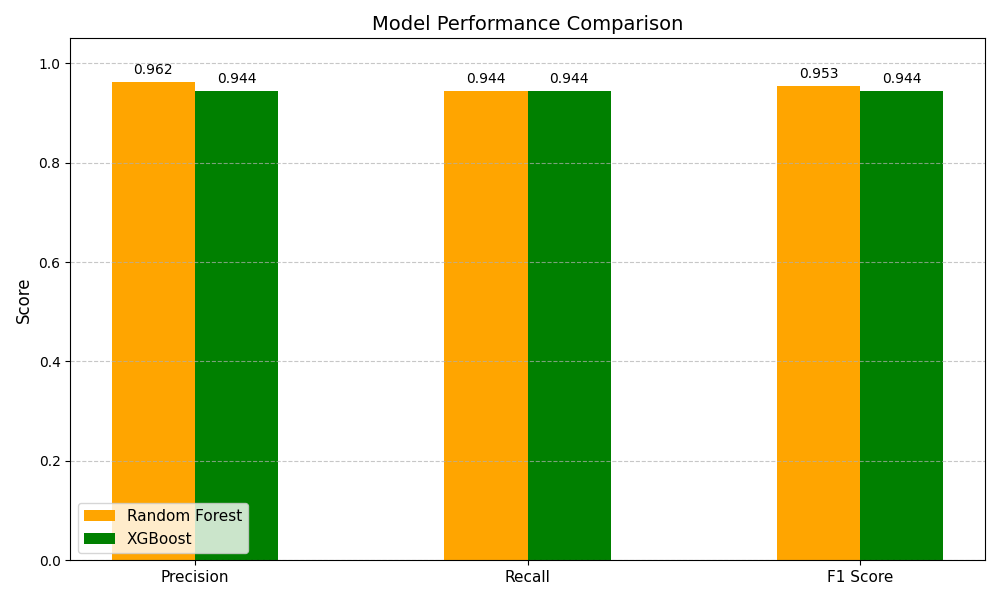 Model Performance Comparison
Score
1.0
0.8
0.6
0.4
0.2
0.0
0.962
0.944
0.944
0.944
0.953
0.944
Random Forest
XGBoost
Precision
Recall
F1 Score